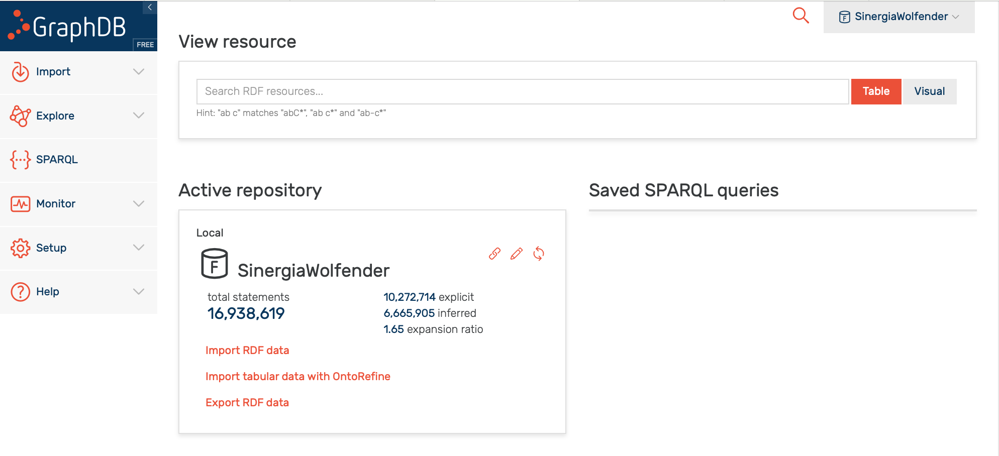 GraphDB
FREE
Import
Explore
SPARQL
Monitor
Setup
Help
F SinergiaWolfender
View resource
Search RDF resources...
Table
Visual
Hint: "ab c" matches "abC*", "ab c*" and "ab-c*"
Active repository
Local
F SinergiaWolfender
total statements
16,938,619
10,272,714 explicit
6,665,905 inferred
1.65 expansion ratio
Import RDF data
Import tabular data with OntoRefine
Export RDF data
Saved SPARQL queries